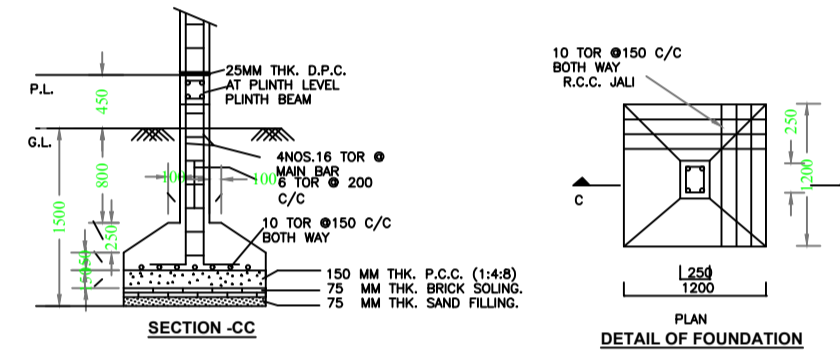 25MM THK. D.P.C.
AT PLINTH LEVEL
PLINTH BEAM
P.L.
450
G.L.
4NOS.16 TOR @
MAIN BAR
100
100
6 TOR @ 200
C/C
800
1500
10 TOR @150 C/C
BOTH WAY
250
150 MM THK. P.C.C. (1:4:8)
75 MM THK. BRICK SOLING.
75 MM THK. SAND FILLING.
SECTION -CC
10 TOR @150 C/C
BOTH WAY
R.C.C. JALI
250
1200
C
250
1200
PLAN
DETAIL OF FOUNDATION